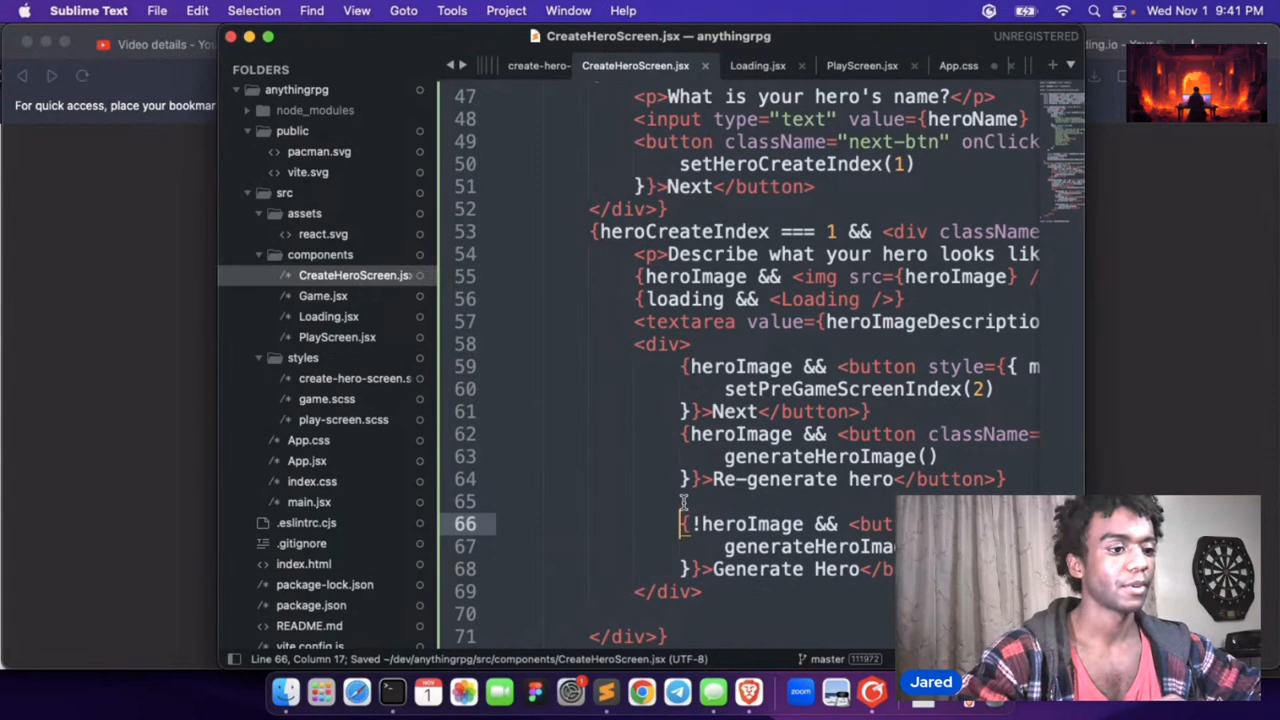 Sublime Text File Edit Selection Find View Goto Tools Project Window Help Wed Nov 1 9:41 PM
Video details - You
For quick access, place your bookmar
CreateHeroScreen.jsx — anythingrpg
UNREGISTERED
ding.io
FOLDERS
anythingrpg
node_modules
public
pacman.svg
vite.svg
src
assets
react.svg
components
CreateHeroScreen.js
Game.jsx
Loading.jsx
PlayScreen.jsx
styles
create-hero-screen.s
game.scss
play-screen.scss
App.css
App.jsx
index.css
main.jsx
.eslintrc.cjs
.gitignore
index.html
package-lock.json
package.json
README.md
vite.config.js
create-hero- CreateHeroScreen.jsx Loading.jsx PlayScreen.jsx App.css
47 <p>What is your hero's name?</p>
48 <input type="text" value={heroName}
49 <button className="next-btn" onClick
50 setHeroCreateIndex(1)
51 }}>Next</button>
52 </div>}
53 {heroCreateIndex === 1 && <div className
54 <p>Describe what your hero looks lik
55 {heroImage && <img src={heroImage} /
56 {loading && <Loading />}
57 <textarea value={heroImageDescriptio
58 <div>
59 {heroImage && <button style={{ m
60 setPreGameScreenIndex(2)
61 }}>Next</button>}
62 {heroImage && <button className=
63 generateHeroImage()
64 }}>Re-generate hero</button>}
65
66 {!heroImage && <but
67 generateHeroIma
68 }}>Generate Hero</b
69 </div>
70
71 </div>}
Line 66, Column 17; Saved ~/dev/anythingrpg/src/components/CreateHeroScreen.jsx (UTF-8)
master 111972
NOV
1
1
zoom
Jared